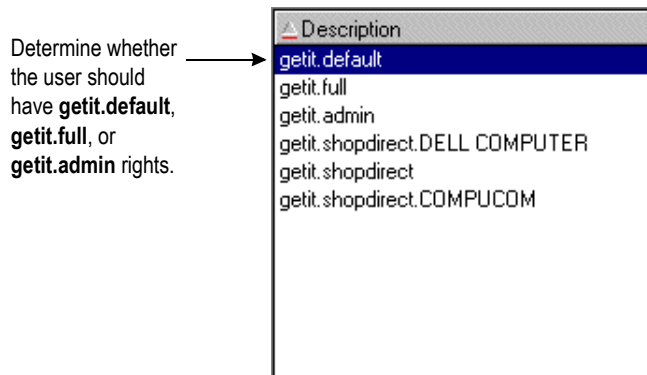 Determine whether
the user should
have getit.default,
getit.full, or
getit.admin rights.
Description
getit.default
getit.full
getit.admin
getit.shopdirect.DELL COMPUTER
getit.shopdirect
getit.shopdirect.COMPUCOM